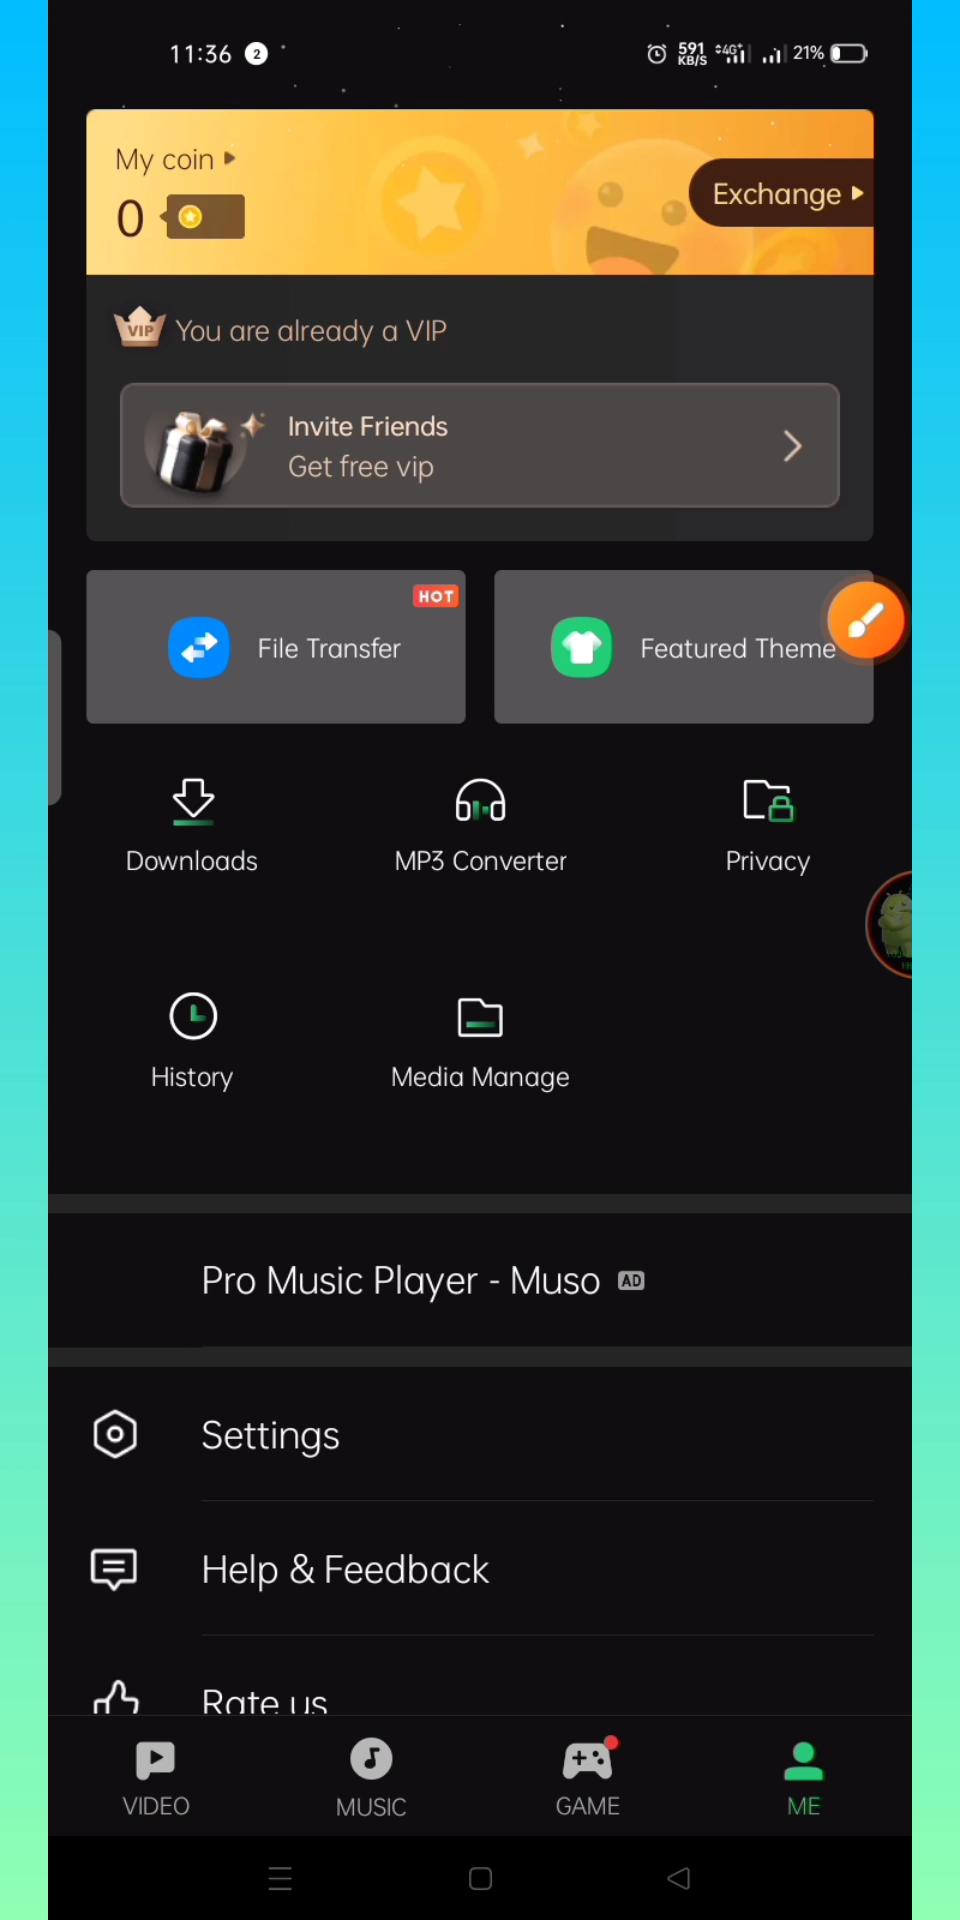 11:36 2 591 KB/S 4G+ 21%
My coin
0
Exchange
VIP You are already a VIP
Invite Friends
Get free vip
HOT
File Transfer
Featured Theme
Downloads
MP3 Converter
Privacy
History
Media Manage
Pro Music Player - Muso AD
Settings
Help & Feedback
Rate us
VIDEO
MUSIC
GAME
ME